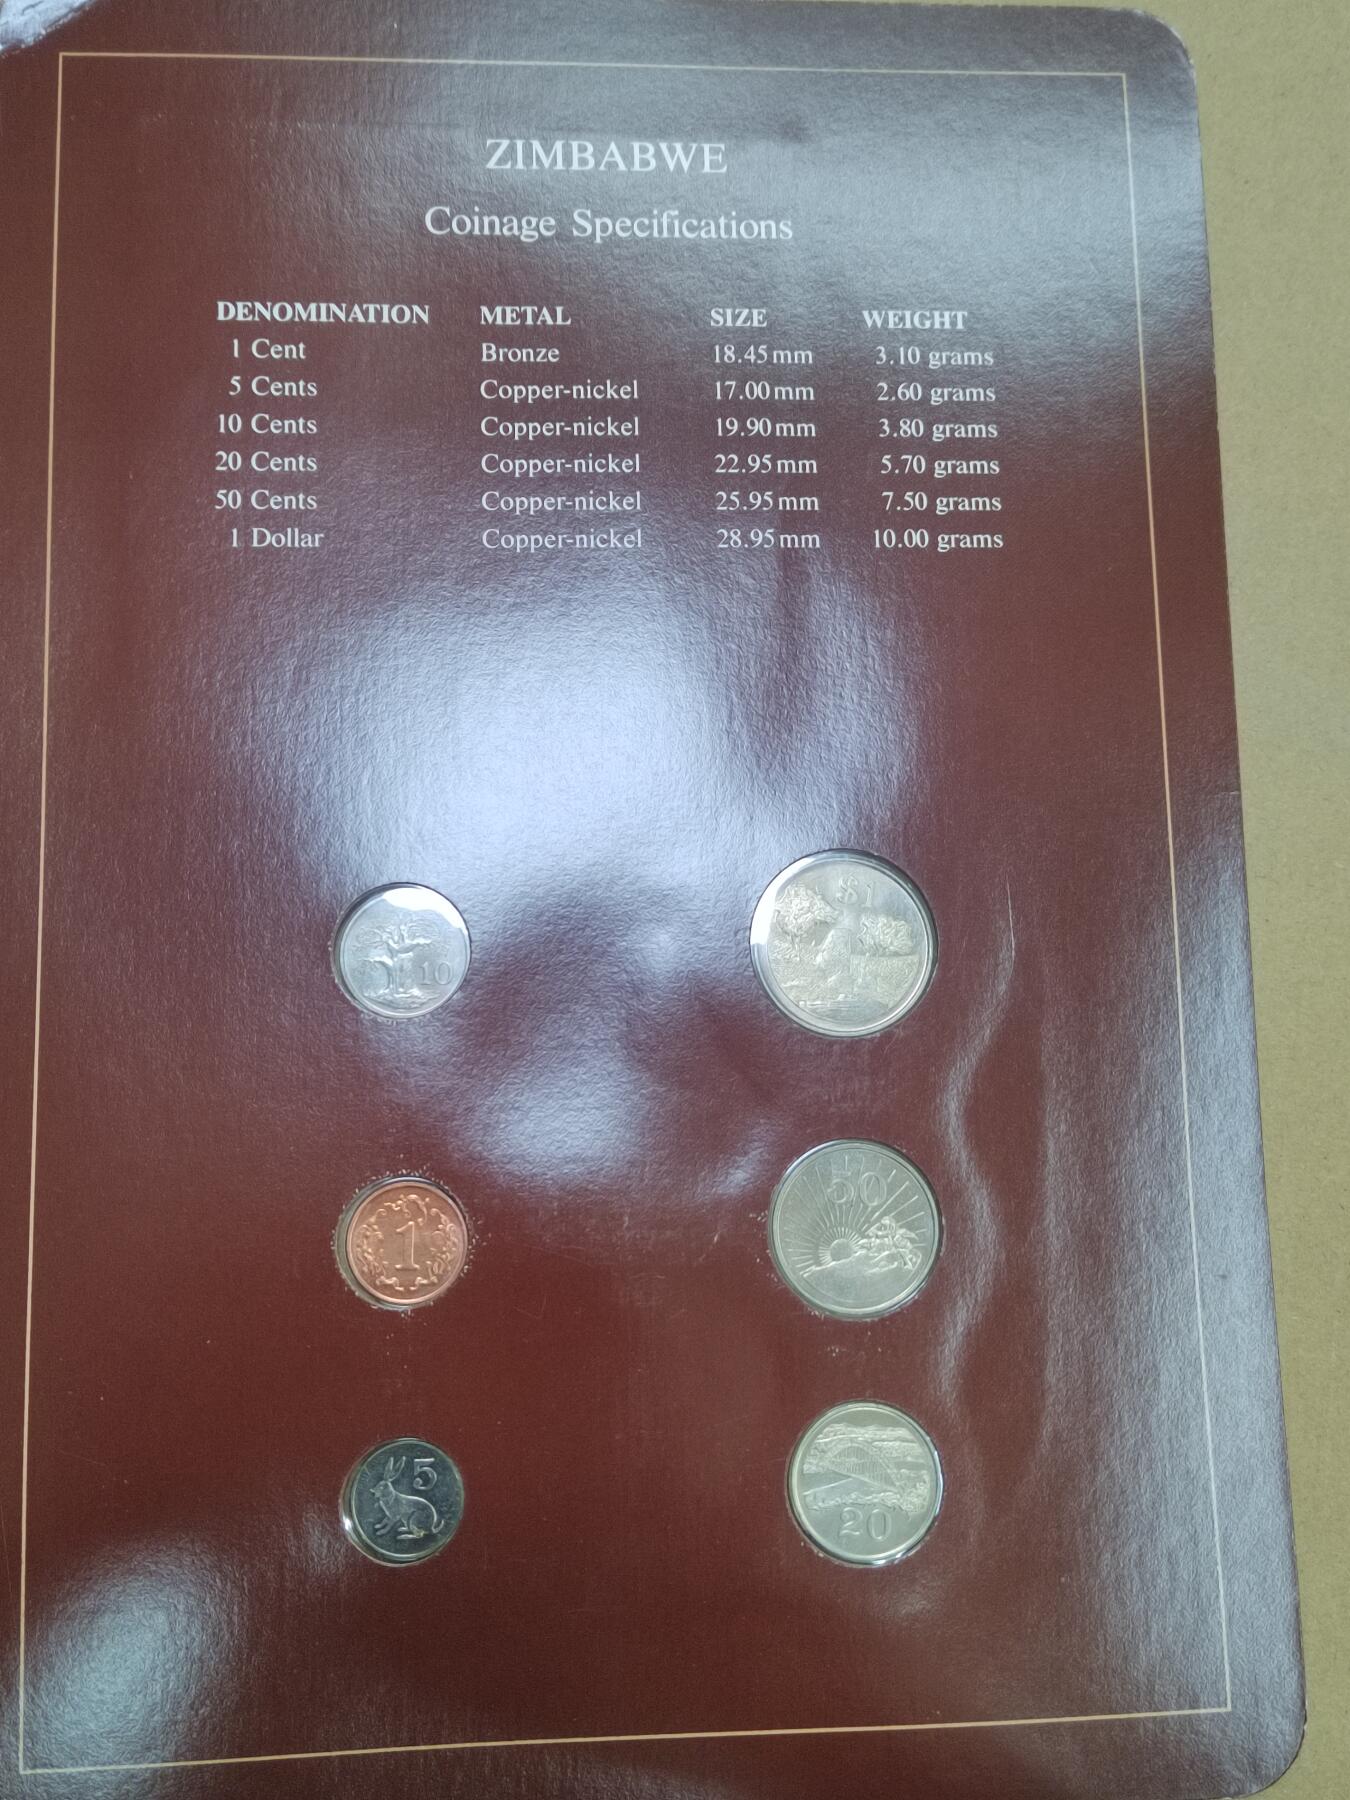 ZIMBABWE
Coinage Specifications
DENOMINATION METAL SIZE WEIGHT
1 Cent Bronze 18.45 mm 3.10 grams
5 Cents Copper-nickel 17.00 mm 2.60 grams
10 Cents Copper-nickel 19.90 mm 3.80 grams
20 Cents Copper-nickel 22.95 mm 5.70 grams
50 Cents Copper-nickel 25.95 mm 7.50 grams
1 Dollar Copper-nickel 28.95 mm 10.00 grams
10
$1
1
50
5
20